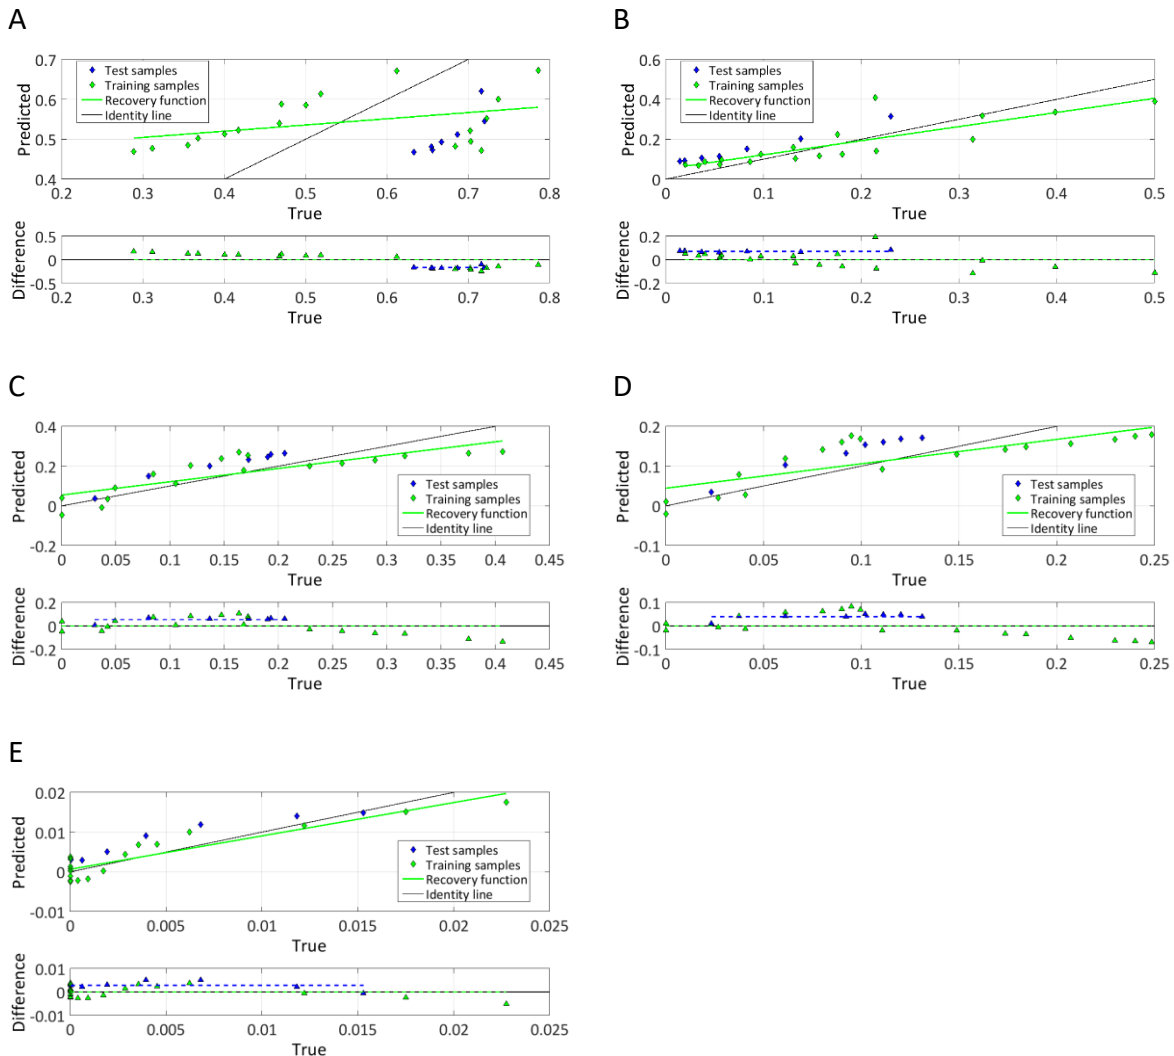 A
0.7
0.6
0.5
0.4
Predicted
Test samples
Training samples
Recovery function
Identity line
0.2 0.3 0.4 0.5 0.6 0.7 0.8
True
0.5
0
-0.5
Difference
0.2 0.3 0.4 0.5 0.6 0.7 0.8
True
B
0.6
0.4
0.2
0
Predicted
Test samples
Training samples
Recovery function
Identity line
0 0.1 0.2 0.3 0.4 0.5
True
0.2
0
-0.2
Difference
0 0.1 0.2 0.3 0.4 0.5
True
C
0.4
0.2
0
-0.2
Predicted
Test samples
Training samples
Recovery function
Identity line
0 0.05 0.1 0.15 0.2 0.25 0.3 0.35 0.4 0.45
True
0.2
0
-0.2
Difference
0 0.05 0.1 0.15 0.2 0.25 0.3 0.35 0.4 0.45
True
D
0.2
0.1
0
-0.1
Predicted
Test samples
Training samples
Recovery function
Identity line
0 0.05 0.1 0.15 0.2 0.25
True
0.1
0
-0.1
Difference
0 0.05 0.1 0.15 0.2 0.25
True
E
0.02
0.01
0
-0.01
Predicted
Test samples
Training samples
Recovery function
Identity line
0 0.005 0.01 0.015 0.02 0.025
True
0.01
0
-0.01
Difference
0 0.005 0.01 0.015 0.02 0.025
True